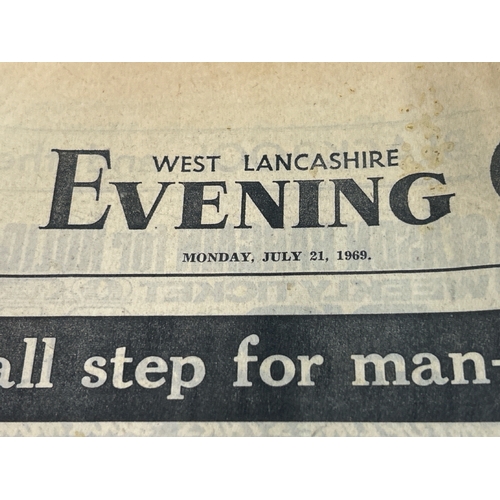 WEST LANCASHIRE
EVENING
MONDAY, JULY 21, 1969.
all step for man-